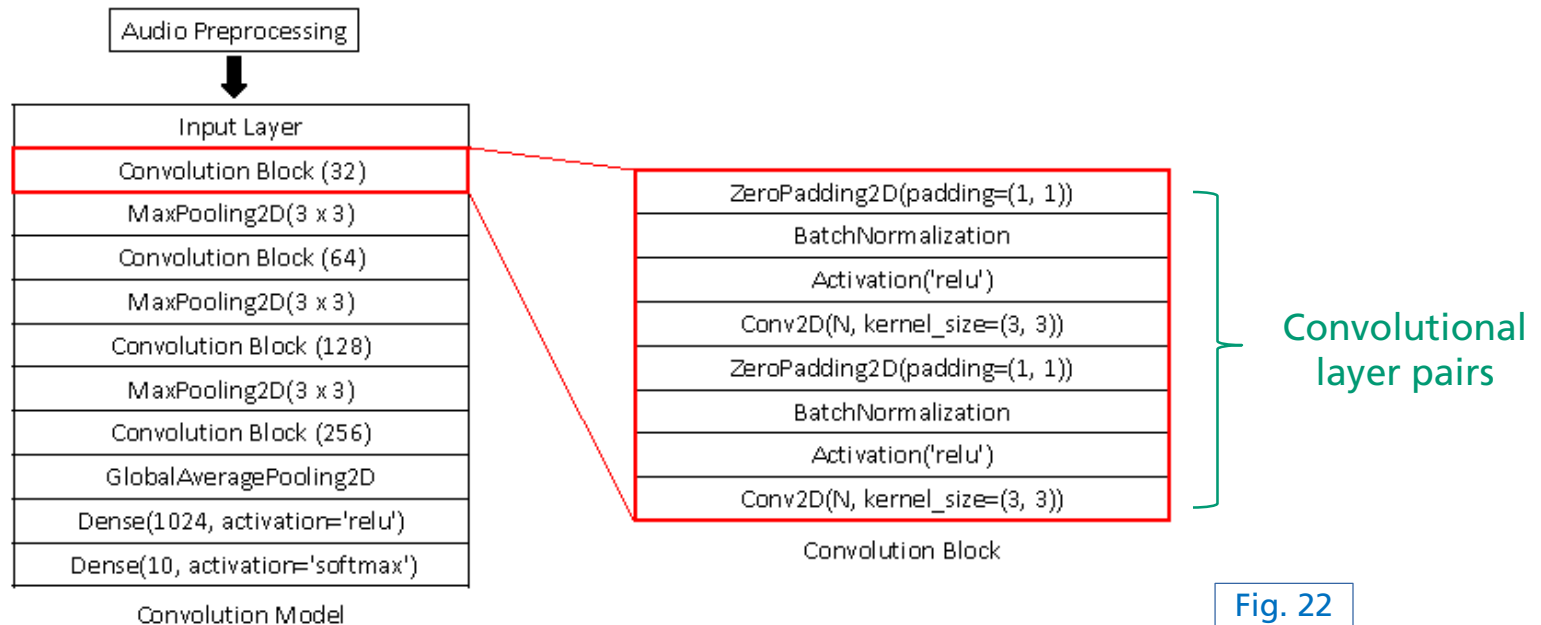 Audio Preprocessing
Input Layer
Convolution Block (32)
MaxPooling2D(3 x 3)
Convolution Block (64)
MaxPooling2D(3 x 3)
Convolution Block (128)
MaxPooling2D(3 x 3)
Convolution Block (256)
GlobalAveragePooling2D
Dense(1024, activation='relu')
Dense(10, activation='softmax')
Convolution Model
ZeroPadding2D(padding=(1, 1))
BatchNormalization
Activation('relu')
Conv2D(N, kernel_size=(3, 3))
ZeroPadding2D(padding=(1, 1))
BatchNormalization
Activation('relu')
Conv2D(N, kernel_size=(3, 3))
Convolution Block
Convolutional
layer pairs
Fig. 22